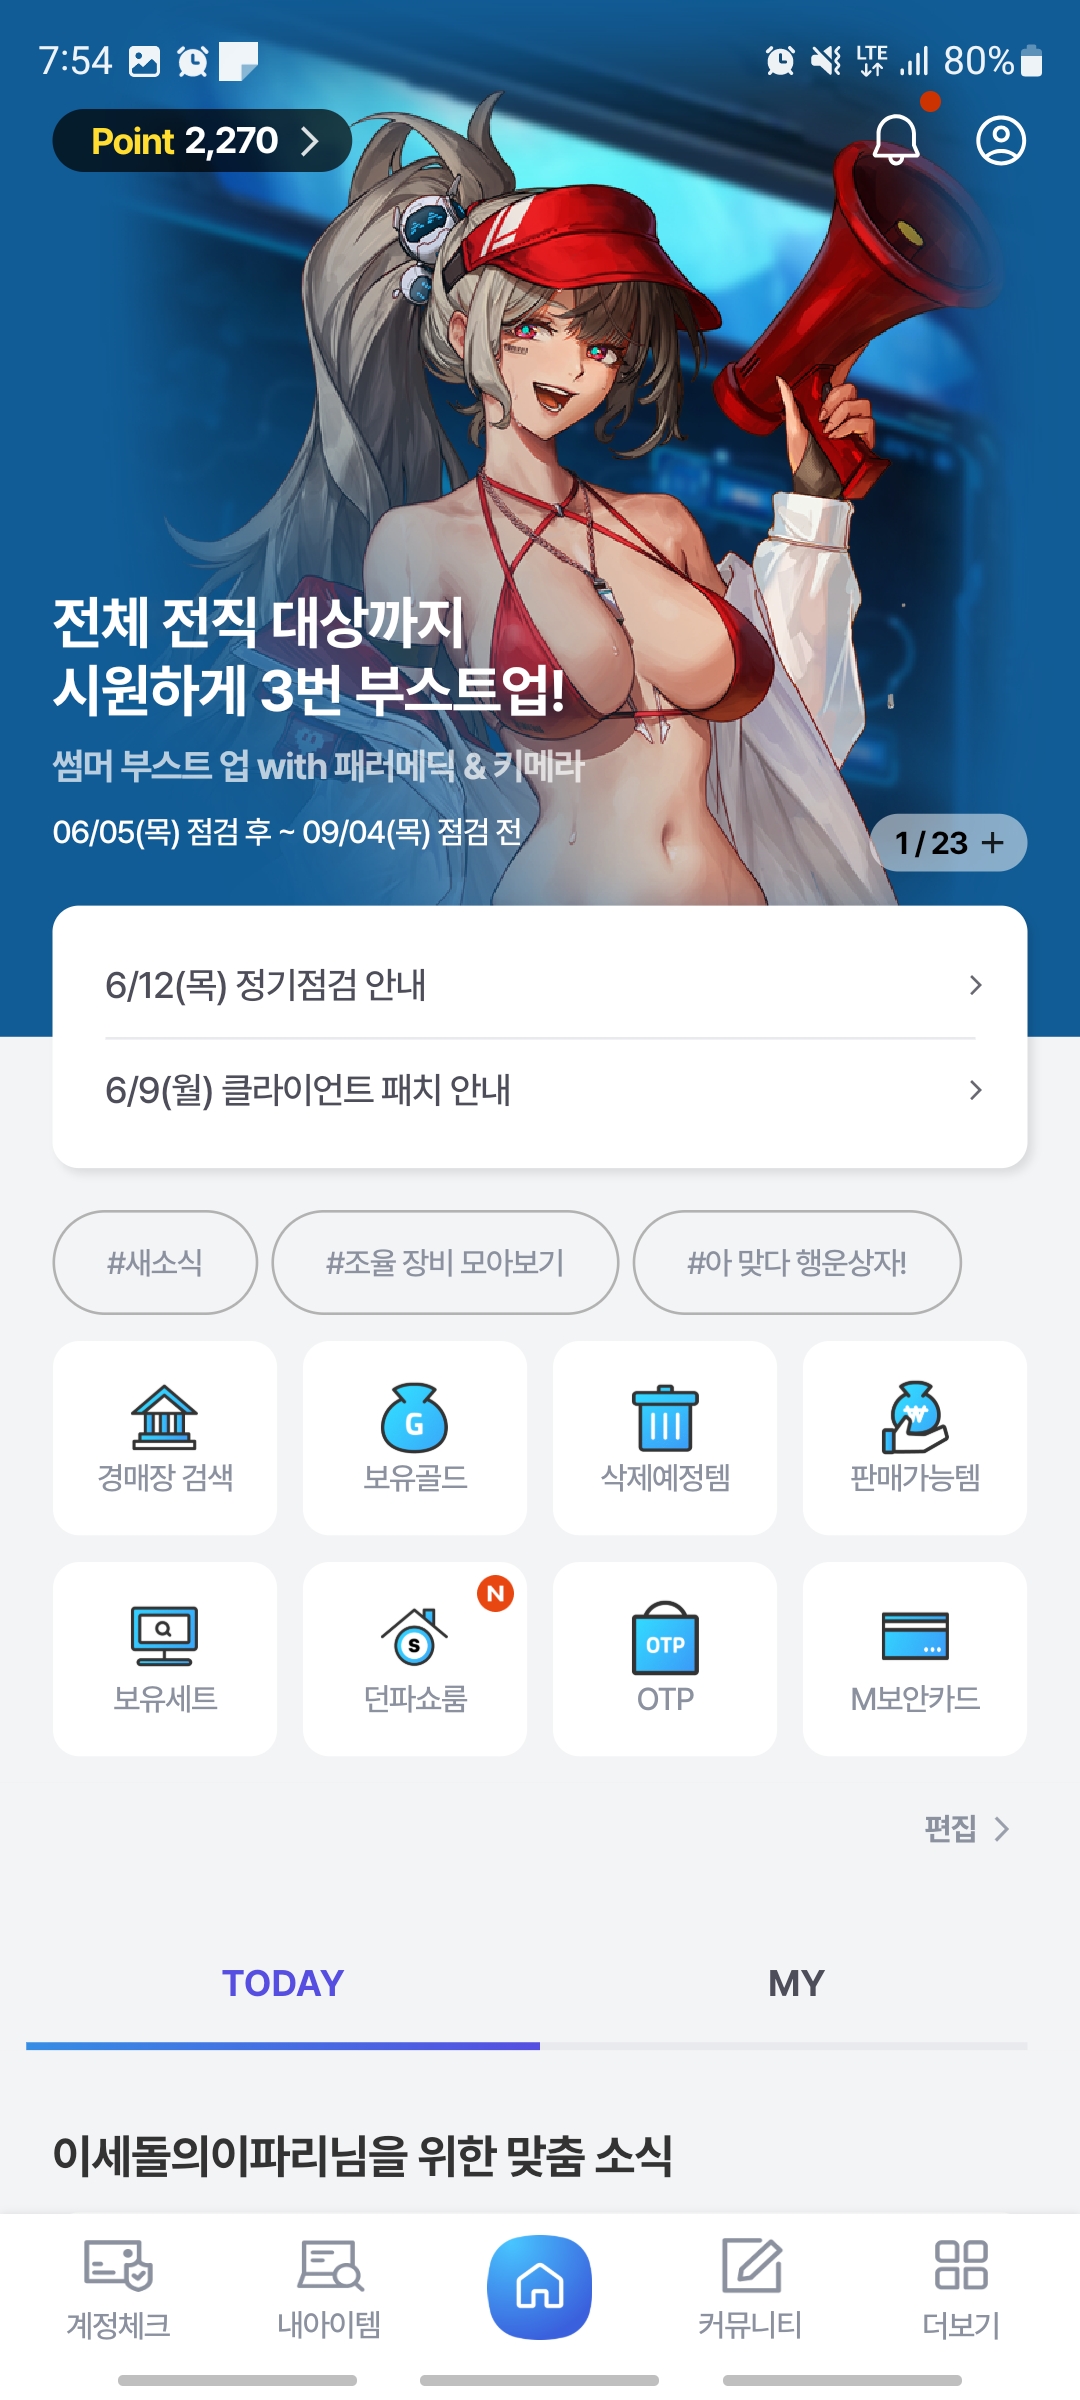 7:54
LTE
80%
Point 2,270
전체 전직 대상까지
시원하게 3번 부스트업!
썸머 부스트 업 with 패러메딕 & 키메라
06/05(목) 점검 후 ~ 09/04(목) 점검 전
1 / 23 +
6/12(목) 정기점검 안내
6/9(월) 클라이언트 패치 안내
#새소식
#조율 장비 모아보기
#아 맞다 행운상자!
G
₩
경매장 검색
보유골드
삭제예정템
판매가능템
N
S
OTP
보유세트
던파쇼룸
OTP
M보안카드
편집
TODAY
MY
이세돌의이파리님을 위한 맞춤 소식
계정체크
내아이템
커뮤니티
더보기